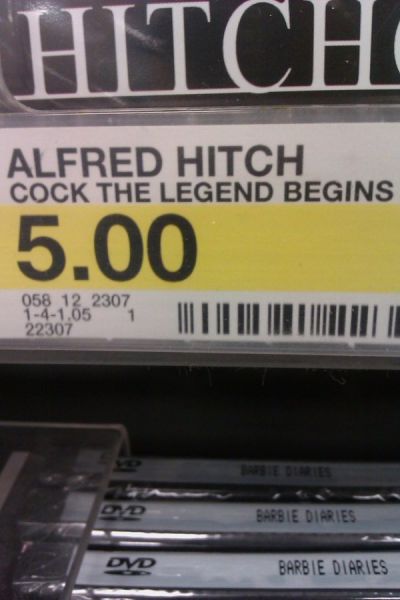 HITCHC
ALFRED HITCH
COCK THE LEGEND BEGINS
5.00
058 12 2307
1-4-1.05 1
22307
DVD BARBIE DIARIES
DVD BARBIE DIARIES
DVD BARBIE DIARIES